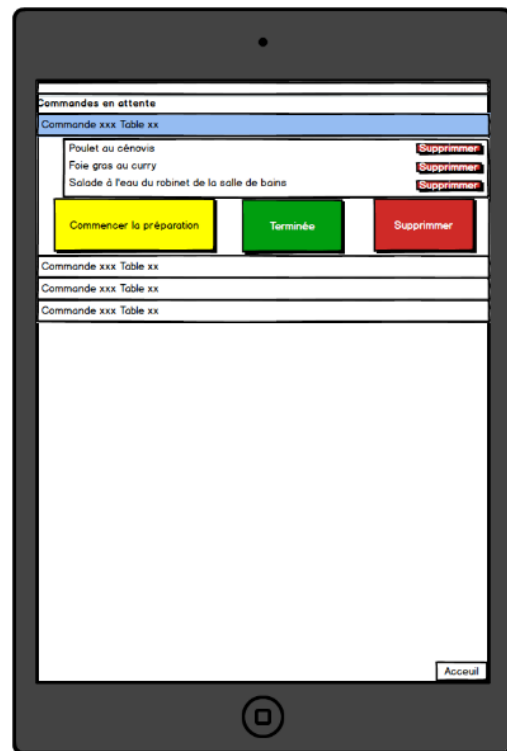 Commandes en attente
Commande xxx Table xx
Poulet au cénovis Supprimmer
Foie gras au curry Supprimmer
Salade à l'eau du robinet de la salle de bains Supprimmer
Commencer la préparation Terminée Supprimmer
Commande xxx Table xx
Commande xxx Table xx
Commande xxx Table xx
Acceuil